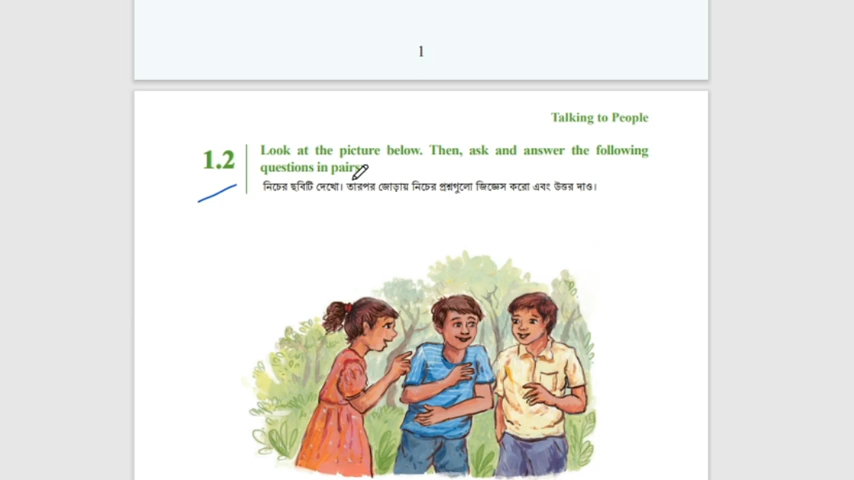 1
Talking to People
1.2
Look at the picture below. Then, ask and answer the following
questions in pairs.
নিচের ছবিটি দেখো। তারপর জোড়ায় নিচের প্রশ্নগুলো জিজ্ঞেস করো এবং উত্তর দাও।